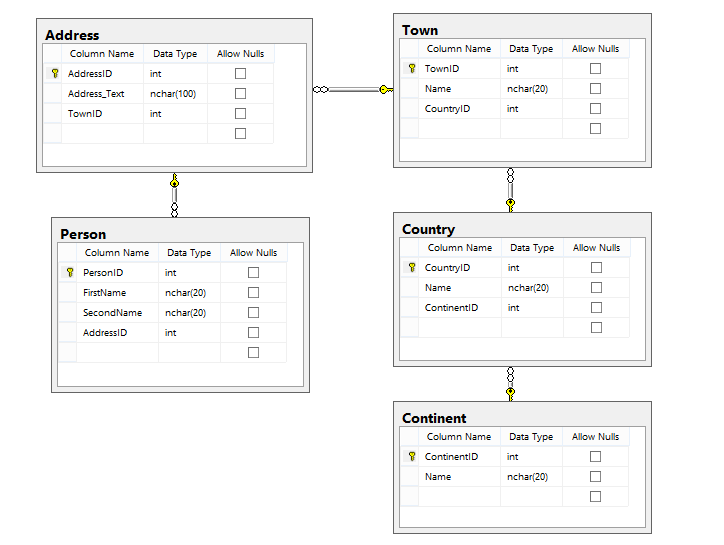 Address
Column Name Data Type Allow Nulls
AddressID int
Address_Text nchar(100)
TownID int
Town
Column Name Data Type Allow Nulls
TownID int
Name nchar(20)
CountryID int
Person
Column Name Data Type Allow Nulls
PersonID int
FirstName nchar(20)
SecondName nchar(20)
AddressID int
Country
Column Name Data Type Allow Nulls
CountryID int
Name nchar(20)
ContinentID int
Continent
Column Name Data Type Allow Nulls
ContinentID int
Name nchar(20)